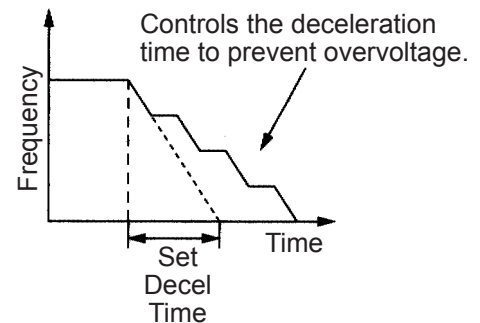 Controls the deceleration
time to prevent overvoltage.
Frequency
Time
Set
Decel
Time